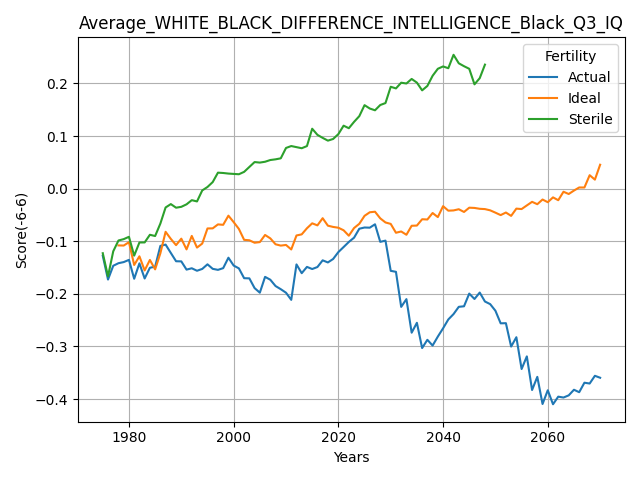 Average_WHITE_BLACK_DIFFERENCE_INTELLIGENCE_Black_Q3_IQ
Fertility
Actual
Ideal
Sterile
Score(-6-6)
0.2
0.1
0.0
−0.1
−0.2
−0.3
−0.4
1980 2000 2020 2040 2060
Years